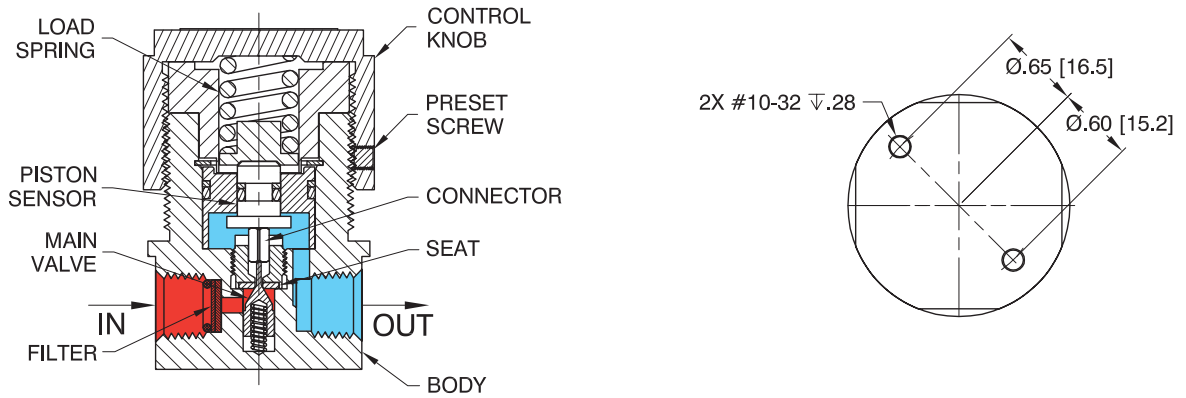 LOAD
SPRING
CONTROL
KNOB
PRESET
SCREW
PISTON
SENSOR
CONNECTOR
MAIN
VALVE
SEAT
IN
OUT
FILTER
BODY
Ø.65 [16.5]
2X #10-32 ↧.28
Ø.60 [15.2]